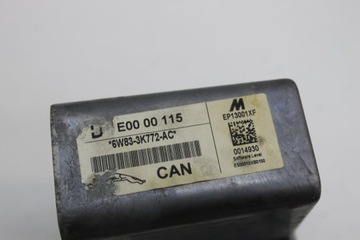 E00 00 115
*6W83-3K772-AC*
CAN
EP13001XF
0014930
Software Level